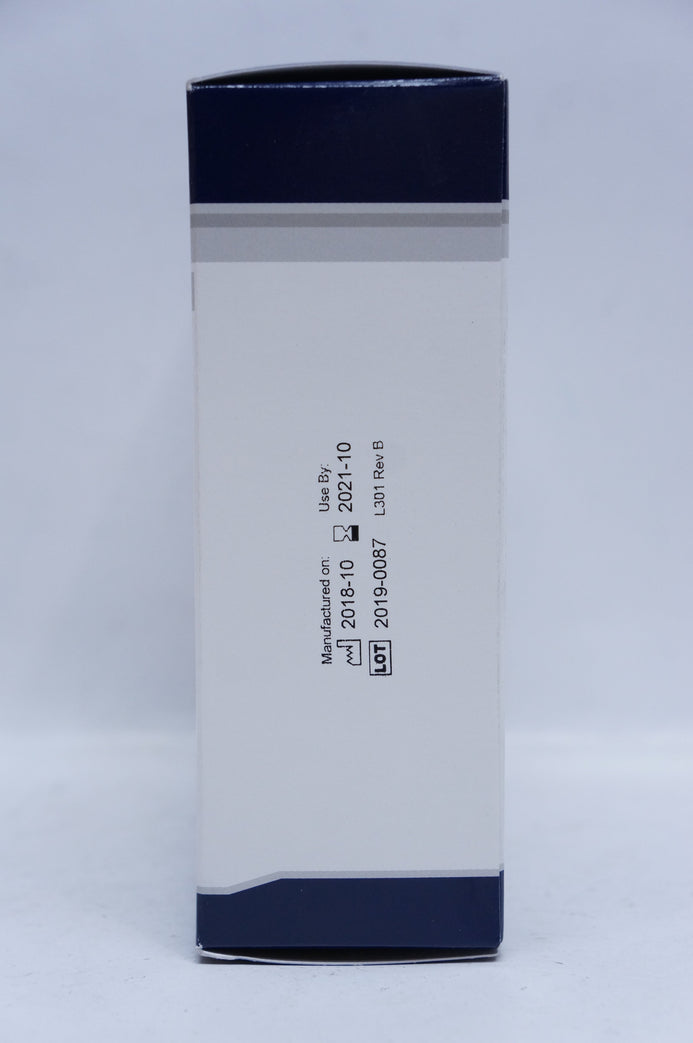 Manufactured on: Use By:
2018-10 2021-10
LOT 2019-0087 L301 Rev B